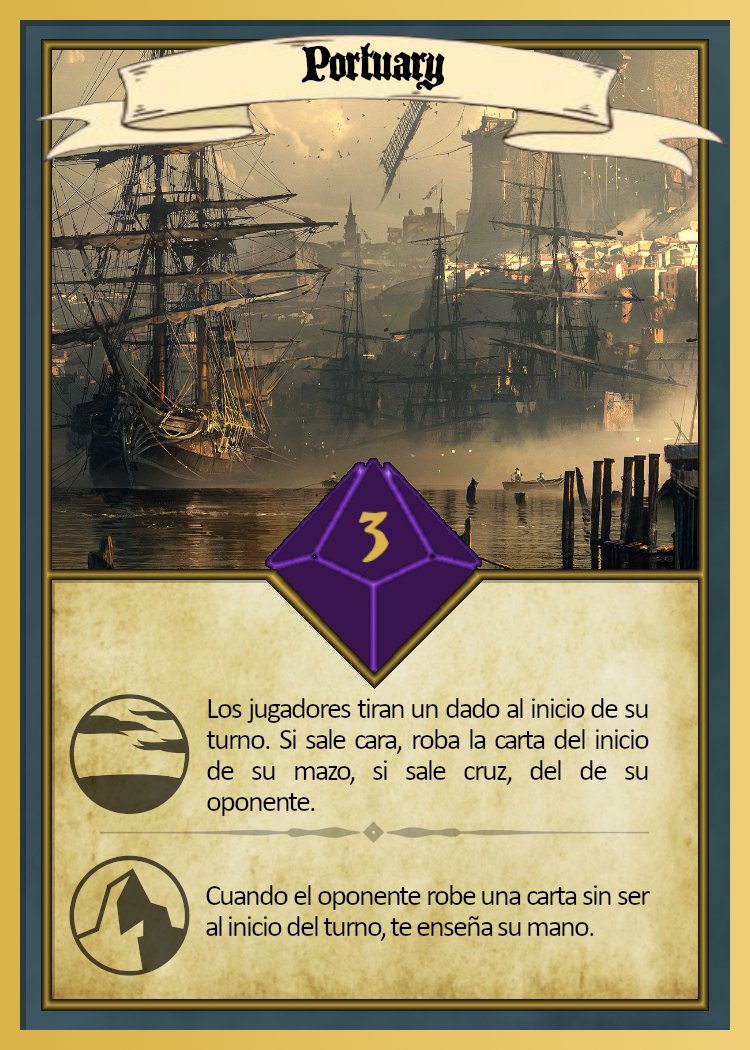 Portuary
3
Los jugadores tiran un dado al inicio de su
turno. Si sale cara, roba la carta del inicio
de su mazo, si sale cruz, del de su
oponente.
Cuando el oponente robe una carta sin ser
al inicio del turno, te enseña su mano.